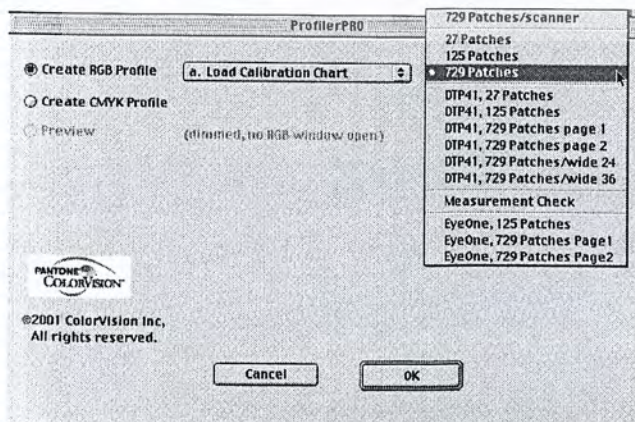 ProfilerPRO
Create RGB Profile
a. Load Calibration Chart
Create CMYK Profile
Preview
(dimmed, no RGB window open)
729 Patches/scanner
27 Patches
125 Patches
729 Patches
DTP41, 27 Patches
DTP41, 125 Patches
DTP41, 729 Patches page 1
DTP41, 729 Patches page 2
DTP41, 729 Patches/wide 24
DTP41, 729 Patches/wide 36
Measurement Check
EyeOne, 125 Patches
EyeOne, 729 Patches Page1
EyeOne, 729 Patches Page2
PANTONE®
COLORVISION™
©2001 ColorVision Inc,
All rights reserved.
Cancel
OK